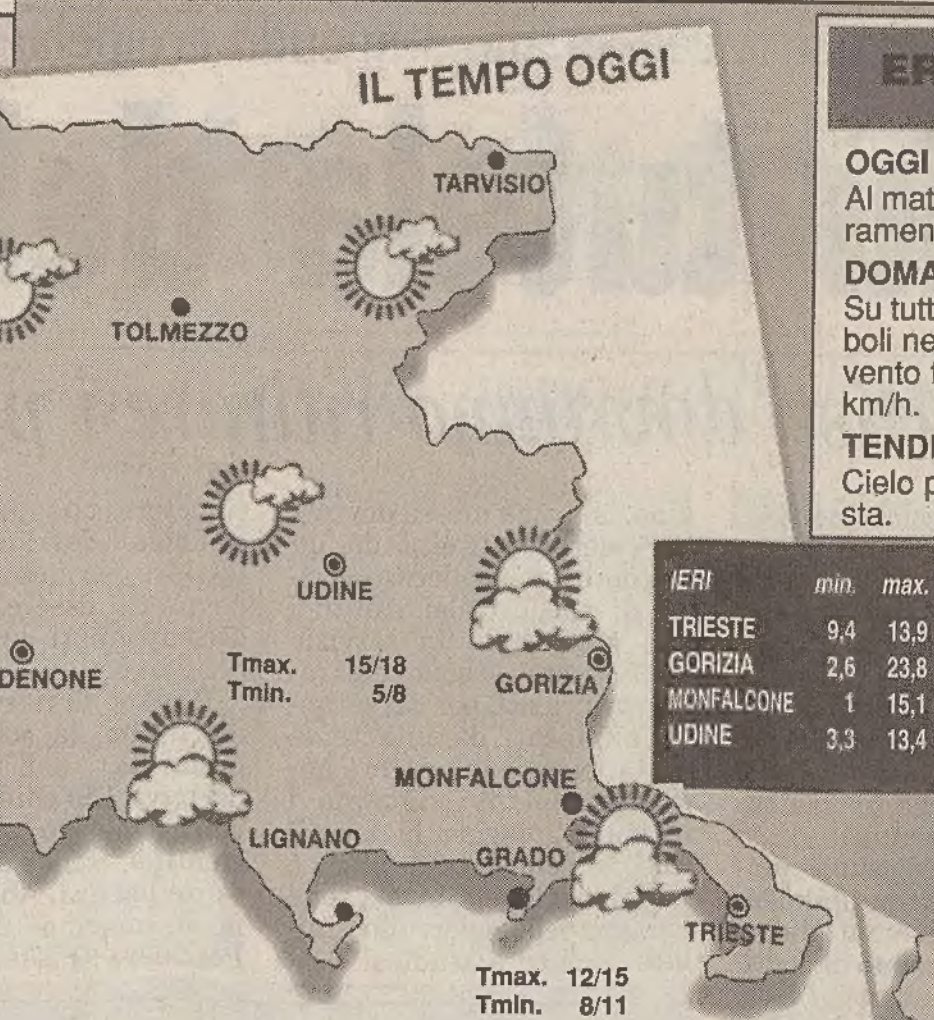 IL TEMPO OGGI
TARVISIO
TOLMEZZO
UDINE
DENONE
Tmax. 15/18
Tmin. 5/8
GORIZIA
MONFALCONE
LIGNANO
GRADO
TRIESTE
Tmax. 12/15
Tmin. 8/11
OGGI
Al mat
ramen
DOMA
Su tutt
boli ne
vento f
km/h.
TENDE
Cielo p
sta.
IERI min. max.
TRIESTE 9,4 13,9
GORIZIA 2,6 23,8
MONFALCONE 1 15,1
UDINE 3,3 13,4